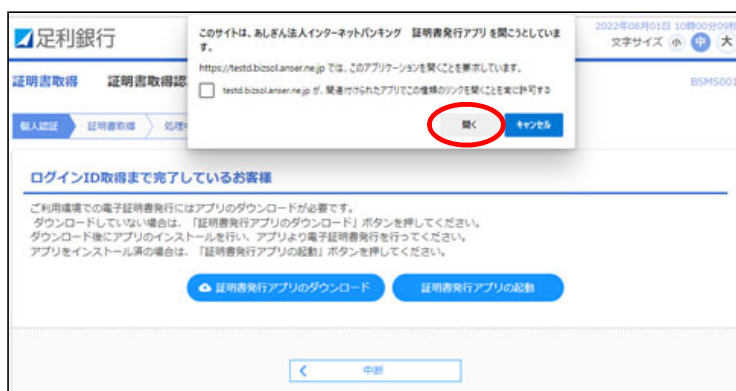 足利銀行
2022年08月01日 10時00分09秒
文字サイズ 小 中 大
このサイトは、あしぎん法人インターネットバンキング 証明書発行アプリ を開こうとしています。
https://testd.bizsol.anser.ne.jp では、このアプリケーションを開くことを要求しています。
testd.bizsol.anser.ne.jp が、関連付けられたアプリでこの種類のリンクを開くことを常に許可する
開く キャンセル
証明書取得 証明書取得認
BSMS001
個人認証 証明書取得 処理
ログインID取得まで完了しているお客様
ご利用環境での電子証明書発行にはアプリのダウンロードが必要です。
ダウンロードしていない場合は、「証明書発行アプリのダウンロード」ボタンを押してください。
ダウンロード後にアプリのインストールを行い、アプリより電子証明書発行を行ってください。
アプリをインストール済の場合は、「証明書発行アプリの起動」ボタンを押してください。
証明書発行アプリのダウンロード 証明書発行アプリの起動
中断